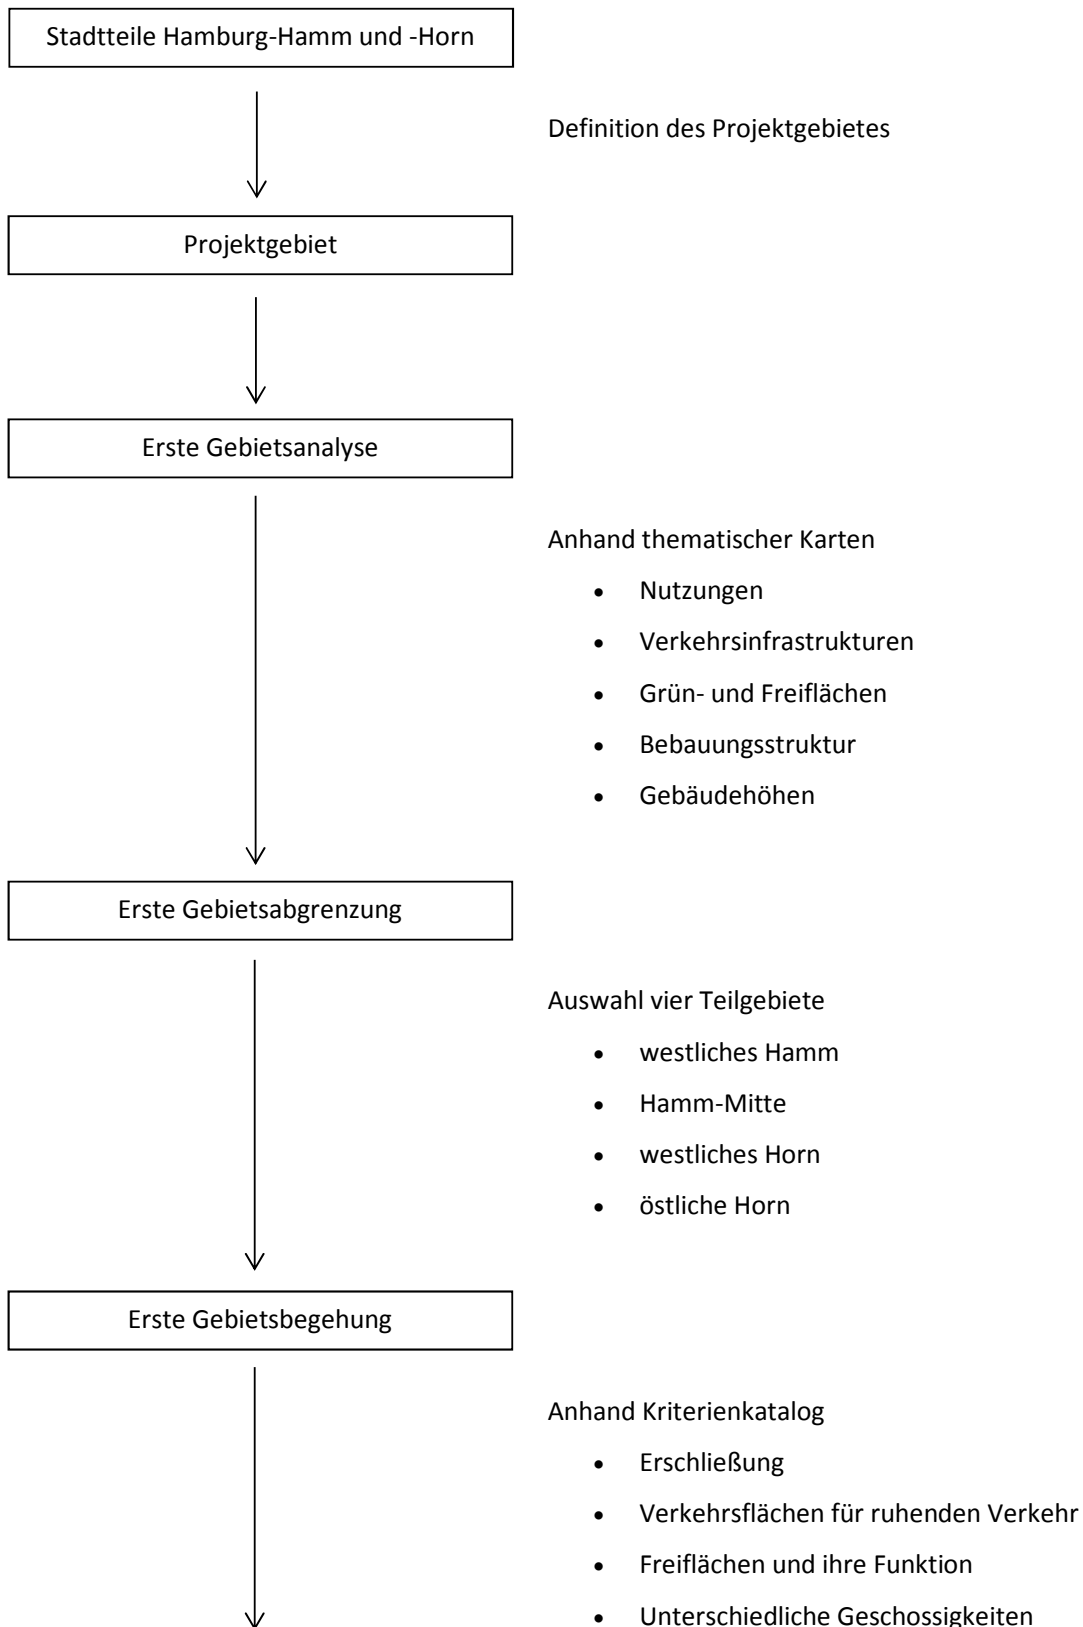 Stadtteile Hamburg-Hamm und -Horn
Definition des Projektgebietes
Projektgebiet
Erste Gebietsanalyse
Anhand thematischer Karten
• Nutzungen
• Verkehrsinfrastrukturen
• Grün- und Freiflächen
• Bebauungsstruktur
• Gebäudehöhen
Erste Gebietsabgrenzung
Auswahl vier Teilgebiete
• westliches Hamm
• Hamm-Mitte
• westliches Horn
• östliche Horn
Erste Gebietsbegehung
Anhand Kriterienkatalog
• Erschließung
• Verkehrsflächen für ruhenden Verkehr
• Freiflächen und ihre Funktion
• Unterschiedliche Geschossigkeiten